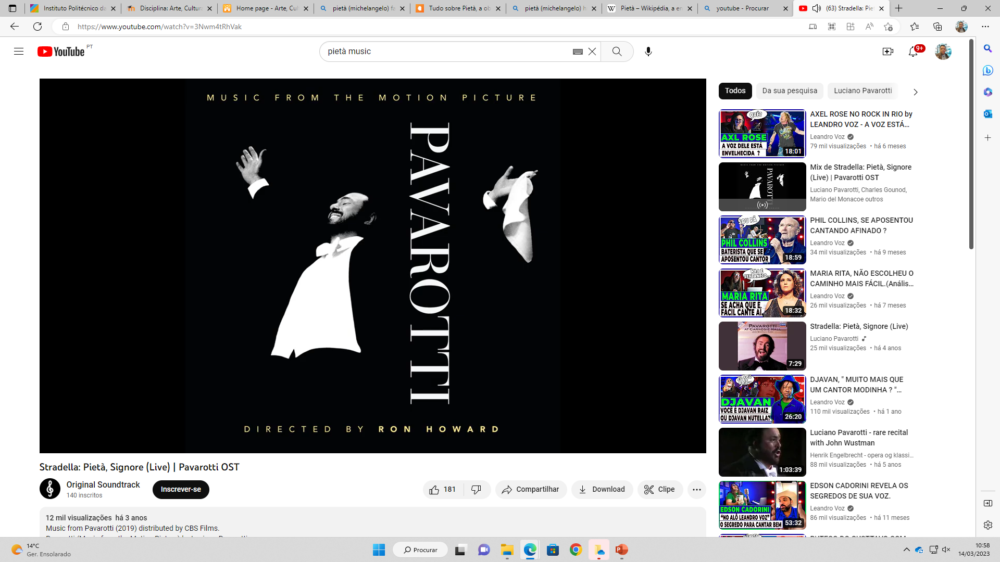 Instituto Politécnico da
Disciplina: Arte, Cultura
Home page - Arte, Cul
pietà (michelangelo) fa
Tudo sobre Pietà, a ob
pietà (michelangelo) h
Pietà – Wikipédia, a en
youtube - Procurar
(63) Stradella: Pie
https://www.youtube.com/watch?v=3Nwm4tRhVak
YouTube PT
pietà music
9+
MUSIC FROM THE MOTION PICTURE
PAVAROTTI
DIRECTED BY RON HOWARD
Stradella: Pietà, Signore (Live) | Pavarotti OST
Original Soundtrack
140 inscritos
Inscrever-se
181
Compartilhar
Download
Clipe
12 mil visualizações há 3 anos
Music from Pavarotti (2019) distributed by CBS Films.
Todos
Da sua pesquisa
Luciano Pavarotti
QUÊ?
AXL ROSE
A VOZ DELE ESTÁ
ENVELHECIDA ?
18:01
AXEL ROSE NO ROCK IN RIO by
LEANDRO VOZ - A VOZ ESTÁ...
Leandro Voz
79 mil visualizações • há 6 meses
MUSIC FROM THE MOTION PICTURE
PAVAROTTI
Mix de Stradella: Pietà, Signore
(Live) | Pavarotti OST
Luciano Pavarotti, Charles Gounod,
Mario del Monacoe outros
SOU FÃ
PHIL COLLINS
BATERISTA QUE SE
APOSENTOU CANTOR
18:59
PHIL COLLINS, SE APOSENTOU
CANTANDO AFINADO ?
Leandro Voz
34 mil visualizações • há 9 meses
NÃO É
SERTANEJO...
MARIA RITA
SE ACHA QUE É,
FÁCIL CANTE AÍ.
18:32
MARIA RITA, NÃO ESCOLHEU O
CAMINHO MAIS FÁCIL.(Anális...
Leandro Voz
26 mil visualizações • há 7 meses
PAVAROTTI
AT CARNEGIE HALL
7:29
Stradella: Pietà, Signore (Live)
Luciano Pavarotti
25 mil visualizações • há 4 anos
EU SOU
DJAVAN
VOCÊ É DJAVAN RAIZ
OU DJAVAN NUTELLA?
26:20
DJAVAN, " MUITO MAIS QUE
UM CANTOR MODINHA ? "...
Leandro Voz
110 mil visualizações • há 1 ano
1:03:39
Luciano Pavarotti - rare recital
with John Wustman
Henrik Engelbrecht - opera og klassi...
88 mil visualizações • há 5 anos
EDSON CADORINI
"NO ALÔ LEANDRO VOZ"
O SEGREDO PARA CANTAR BEM
53:32
EDSON CADORINI REVELA OS
SEGREDOS DE SUA VOZ.
Leandro Voz
86 mil visualizações • há 11 meses
14°C
Ger. Ensolarado
Procurar
10:58
14/03/2023